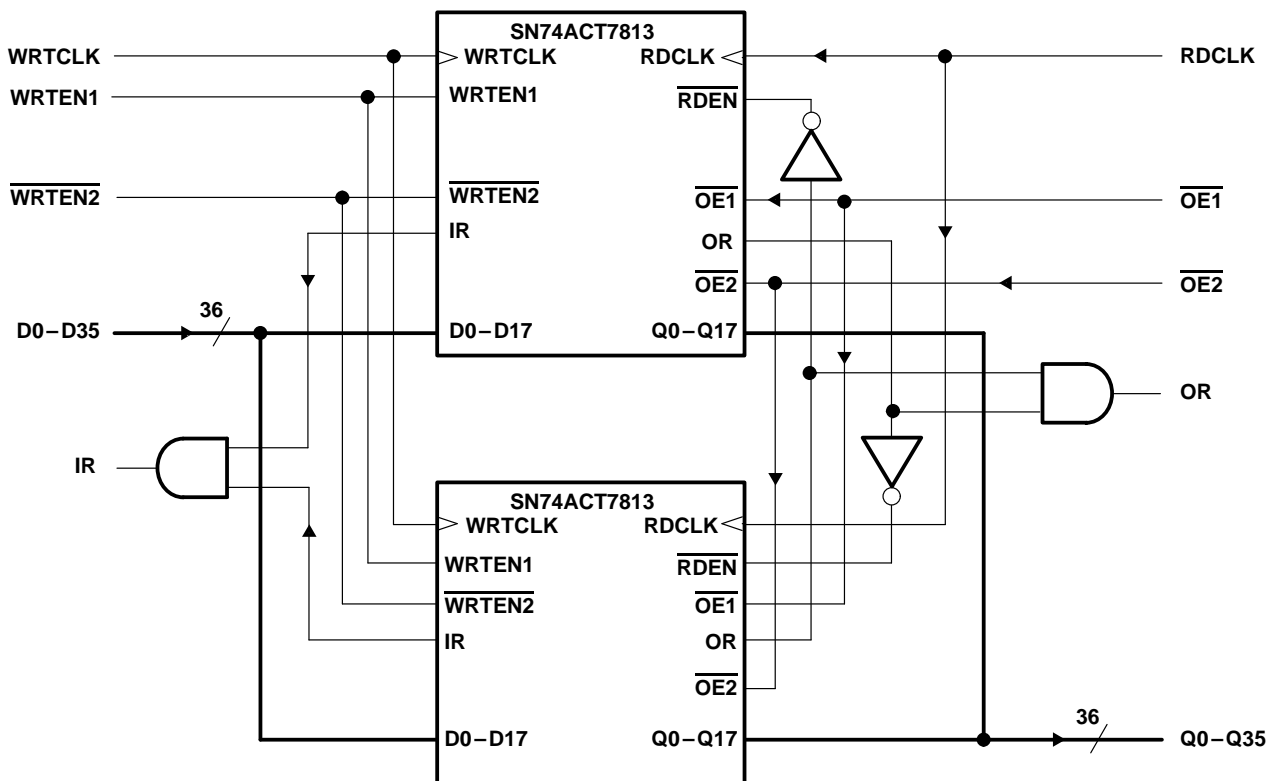 SN74ACT7813
WRTCLK
WRTCLK
RDCLK
RDCLK
WRTEN1
WRTEN1
RDEN
WRTEN2
WRTEN2
OE1
OE1
IR
OR
OE2
OE2
36
D0–D35
D0–D17
Q0–Q17
OR
IR
SN74ACT7813
WRTCLK
RDCLK
WRTEN1
RDEN
WRTEN2
OE1
IR
OR
OE2
36
D0–D17
Q0–Q17
Q0–Q35